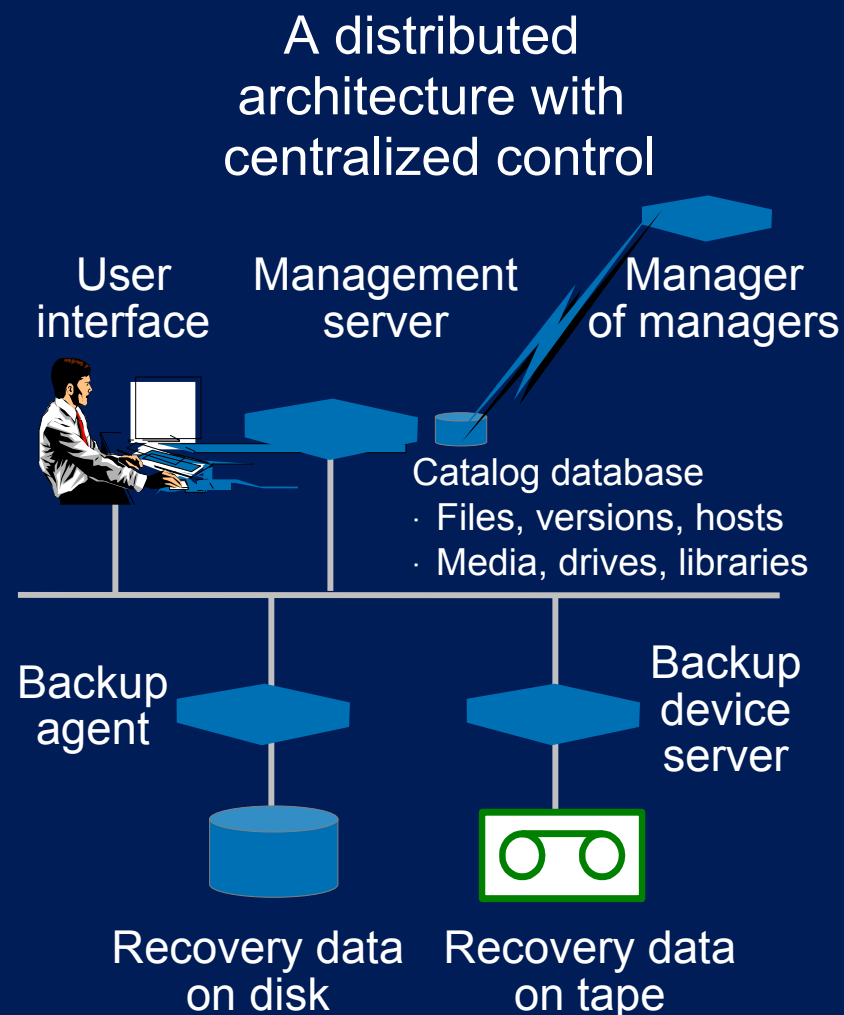 A distributed
architecture with
centralized control
User
interface
Management
server
Manager
of managers
Catalog database
· Files, versions, hosts
· Media, drives, libraries
Backup
agent
Backup
device
server
Recovery data
on disk
Recovery data
on tape